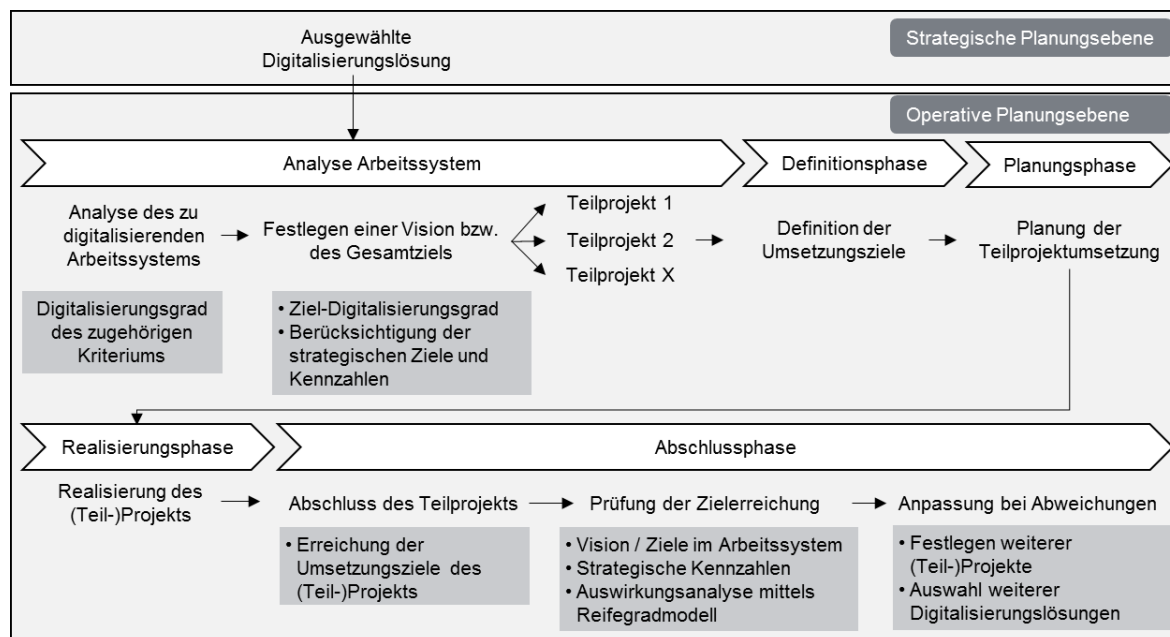 Ausgewählte
Digitalisierungslösung
Strategische Planungsebene
Operative Planungsebene
Analyse Arbeitssystem
Definitionsphase
Planungsphase
Analyse des zu
digitalisierenden
Arbeitssystems
Festlegen einer Vision bzw.
des Gesamtziels
Teilprojekt 1
Teilprojekt 2
Teilprojekt X
Definition der
Umsetzungsziele
Planung der
Teilprojektumsetzung
Digitalisierungsgrad
des zugehörigen
Kriteriums
• Ziel-Digitalisierungsgrad
• Berücksichtigung der
strategischen Ziele und
Kennzahlen
Realisierungsphase
Abschlussphase
Realisierung des
(Teil-)Projekts
Abschluss des Teilprojekts
Prüfung der Zielerreichung
Anpassung bei Abweichungen
• Erreichung der
Umsetzungsziele des
(Teil-)Projekts
• Vision / Ziele im Arbeitssystem
• Strategische Kennzahlen
• Auswirkungsanalyse mittels
Reifegradmodell
• Festlegen weiterer
(Teil-)Projekte
• Auswahl weiterer
Digitalisierungslösungen